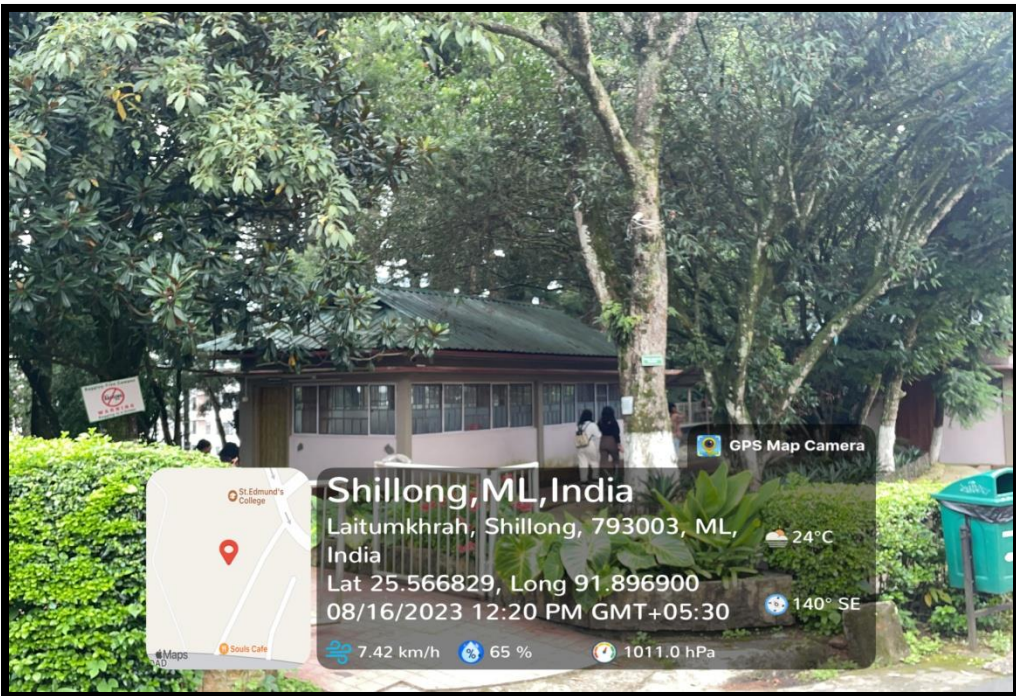 WARNING
GPS Map Camera
St.Edmund's
College
Souls Cafe
Maps
Shillong,ML,India
Laitumkhrah, Shillong, 793003, ML,
India
Lat 25.566829, Long 91.896900
08/16/2023 12:20 PM GMT+05:30
24°C
140° SE
7.42 km/h
65 %
1011.0 hPa